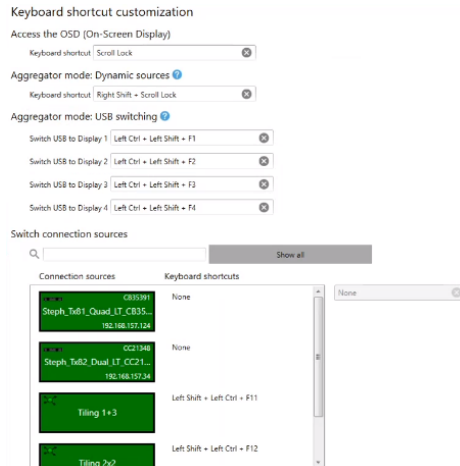 Keyboard shortcut customization
Access the OSD (On-Screen Display)
Keyboard shortcut Scroll Lock
Aggregator mode: Dynamic sources ?
Keyboard shortcut Right Shift + Scroll Lock
Aggregator mode: USB switching ?
Switch USB to Display 1 Left Ctrl + Left Shift + F1
Switch USB to Display 2 Left Ctrl + Left Shift + F2
Switch USB to Display 3 Left Ctrl + Left Shift + F3
Switch USB to Display 4 Left Ctrl + Left Shift + F4
Switch connection sources
Show all
Connection sources Keyboard shortcuts
CB35391 None None
Steph_Tx81_Quad_LT_CB35...
192.168.157.124
CC21348 None
Steph_Tx82_Dual_LT_CC21...
192.168.157.34
Left Shift + Left Ctrl + F11
Tiling 1+3
Left Shift + Left Ctrl + F12
Tiling 2x2